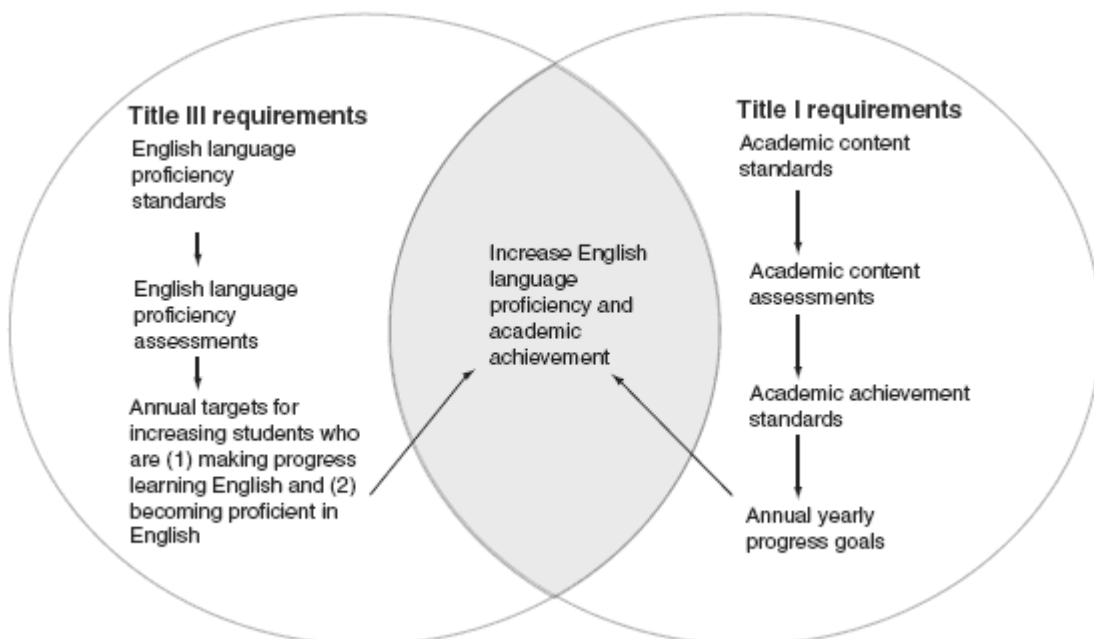 Title III requirements
English language
proficiency
standards
English language
proficiency
assessments
Annual targets for
increasing students who
are (1) making progress
learning English and (2)
becoming proficient in
English
Increase English
language
proficiency and
academic
achievement
Title I requirements
Academic content
standards
Academic content
assessments
Academic achievement
standards
Annual yearly
progress goals